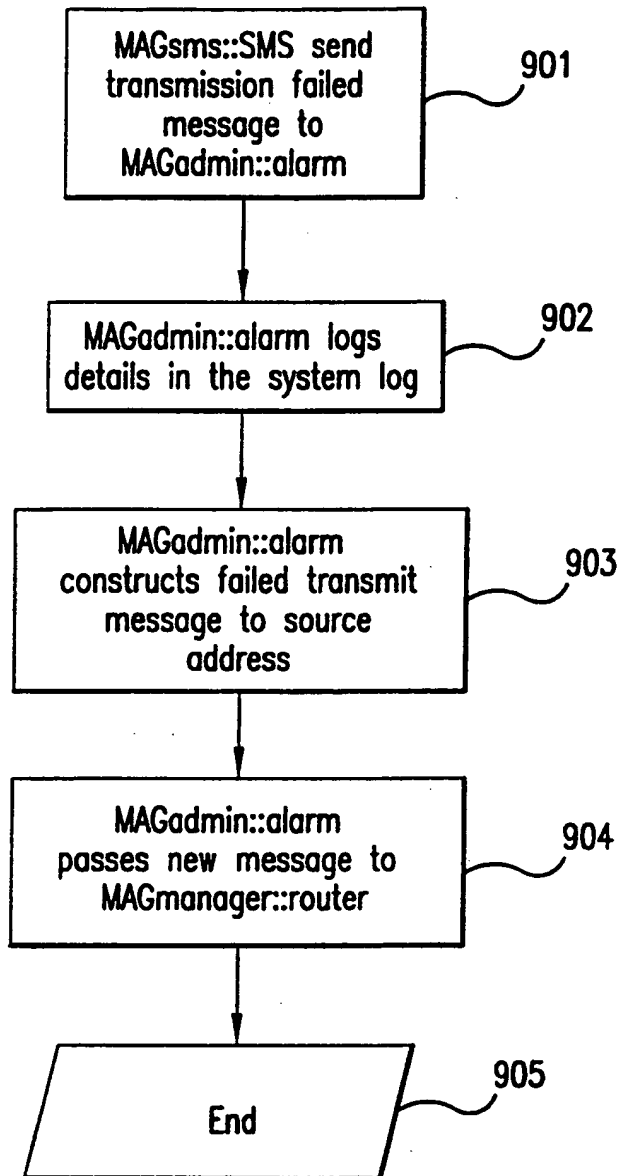 MAGsms::SMS send
transmission failed
message to
MAGadmin::alarm
901
MAGadmin::alarm logs
details in the system log
902
MAGadmin::alarm
constructs failed transmit
message to source
address
903
MAGadmin::alarm
passes new message to
MAGmanager::router
904
End
905